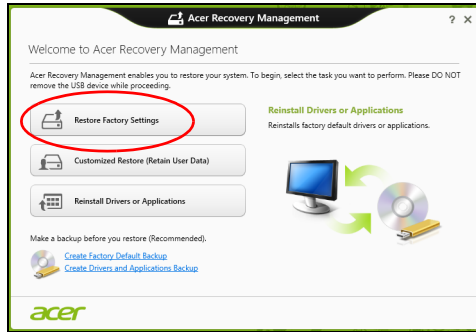 Acer Recovery Management
? X
Welcome to Acer Recovery Management
Acer Recovery Management enables you to restore your system. To begin, select the task you want to perform. Please DO NOT
remove the USB device while proceeding.
Restore Factory Settings
Customized Restore (Retain User Data)
Reinstall Drivers or Applications
Reinstall Drivers or Applications
Reinstalls factory default drivers or applications.
Make a backup before you restore (Recommended).
Create Factory Default Backup
Create Drivers and Applications Backup
acer